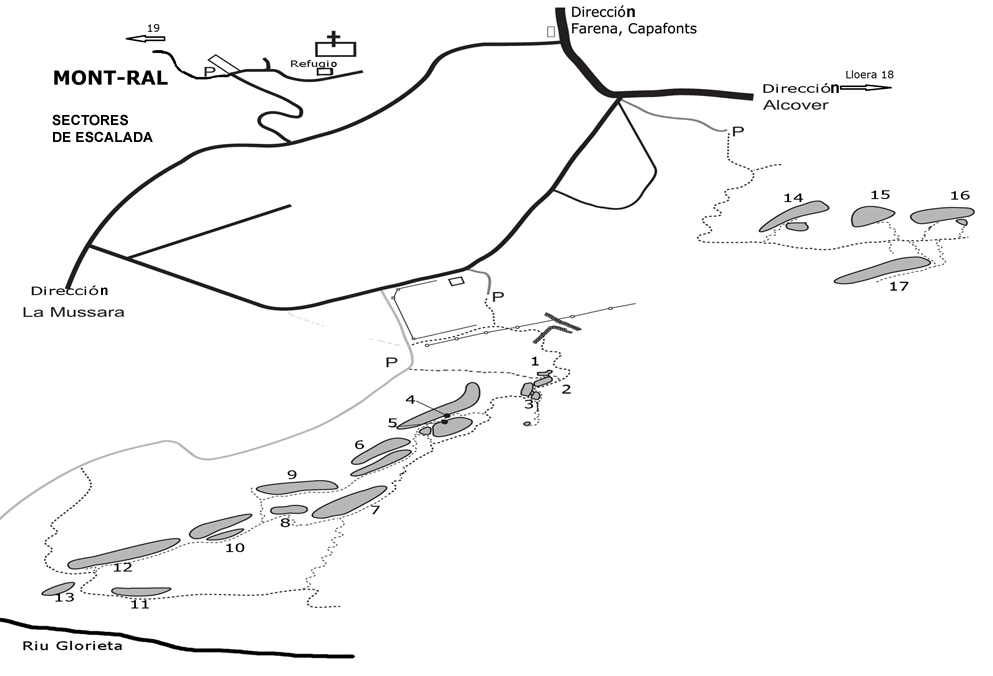 Dirección
Farena, Capafonts
19
Refugio
P
MONT-RAL
Lloera 18
Dirección
Alcover
SECTORES
DE ESCALADA
P
14
15
16
17
Dirección
La Mussara
P
P
1
2
3
4
5
6
9
7
8
10
12
13
11
Riu Glorieta